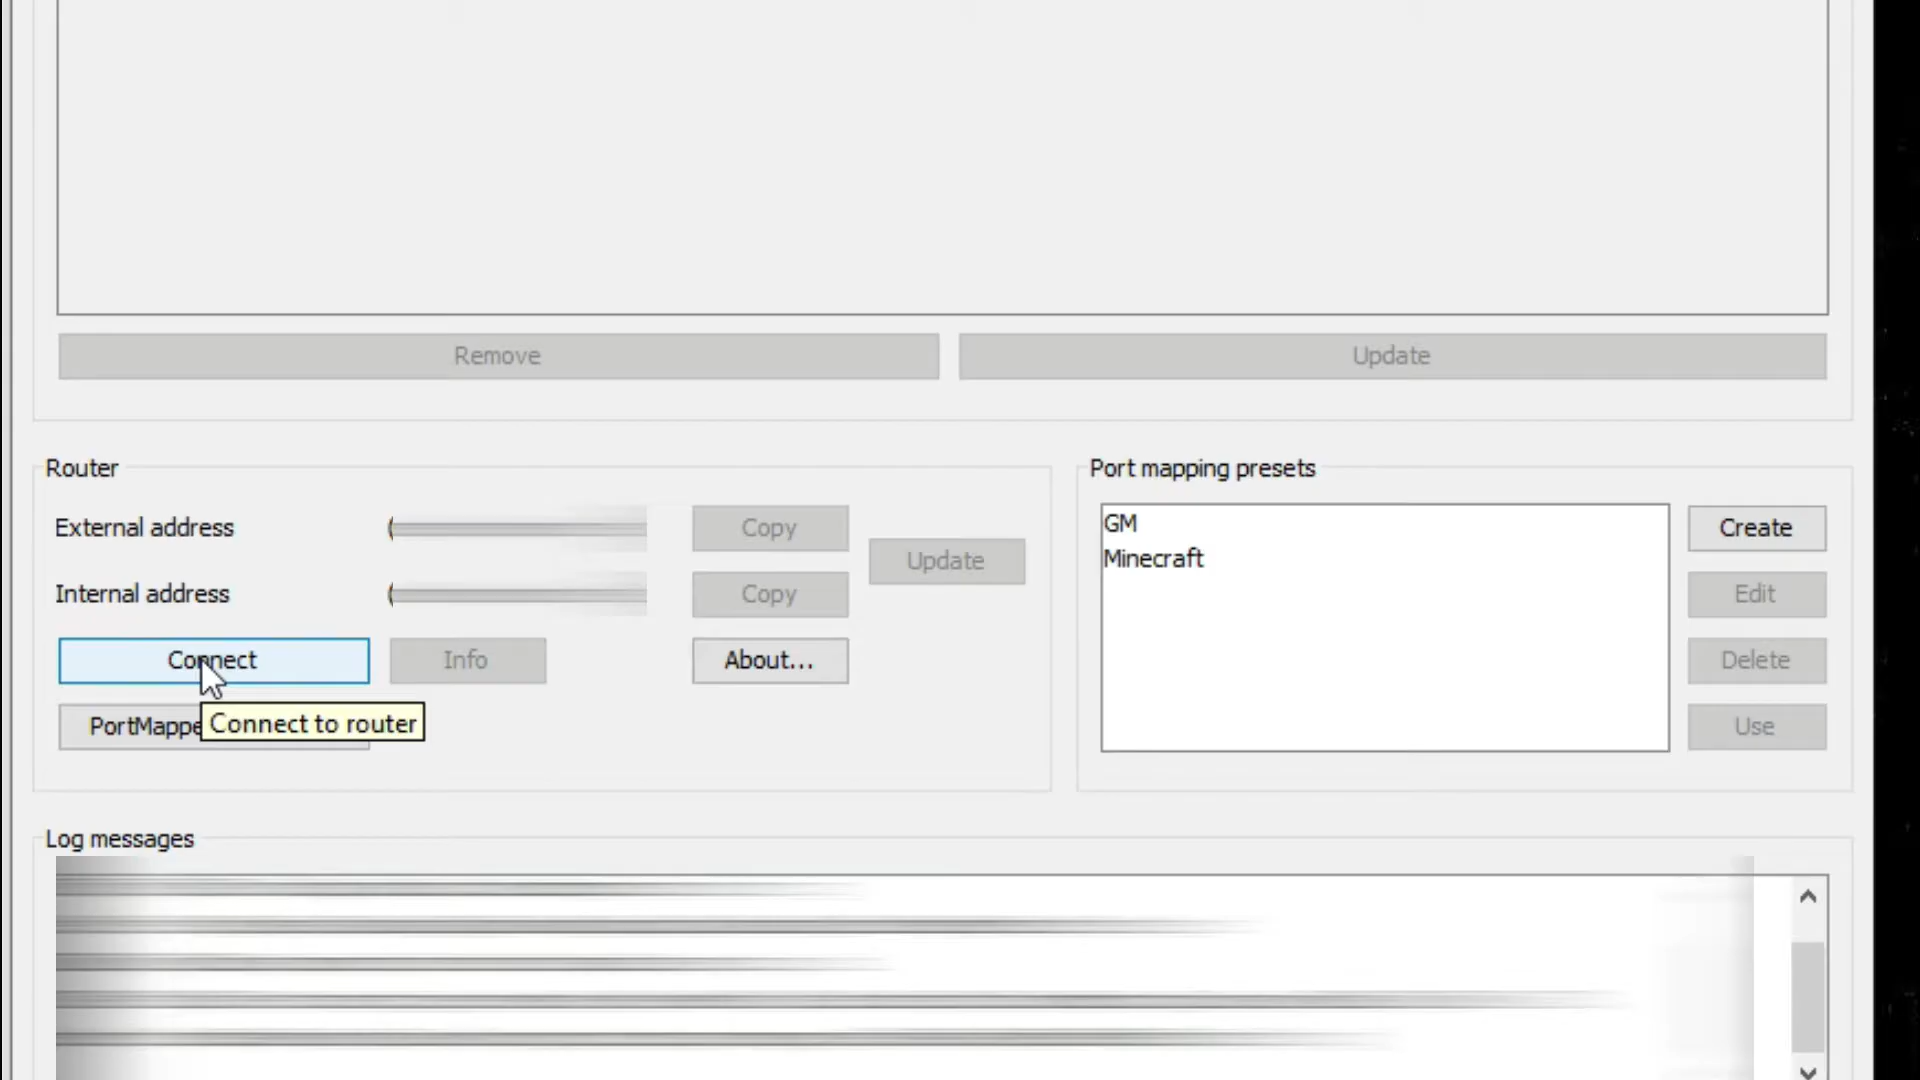 Remove
Update
Router
External address
(
Copy
Update
Internal address
(
Copy
Connect
Info
About...
PortMappe
Connect to router
Port mapping presets
GM
Minecraft
Create
Edit
Delete
Use
Log messages